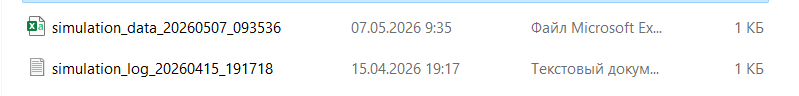 simulation_data_20260507_093536 07.05.2026 9:35 Файл Microsoft Ex... 1 КБ
simulation_log_20260415_191718 15.04.2026 19:17 Текстовый докум... 1 КБ